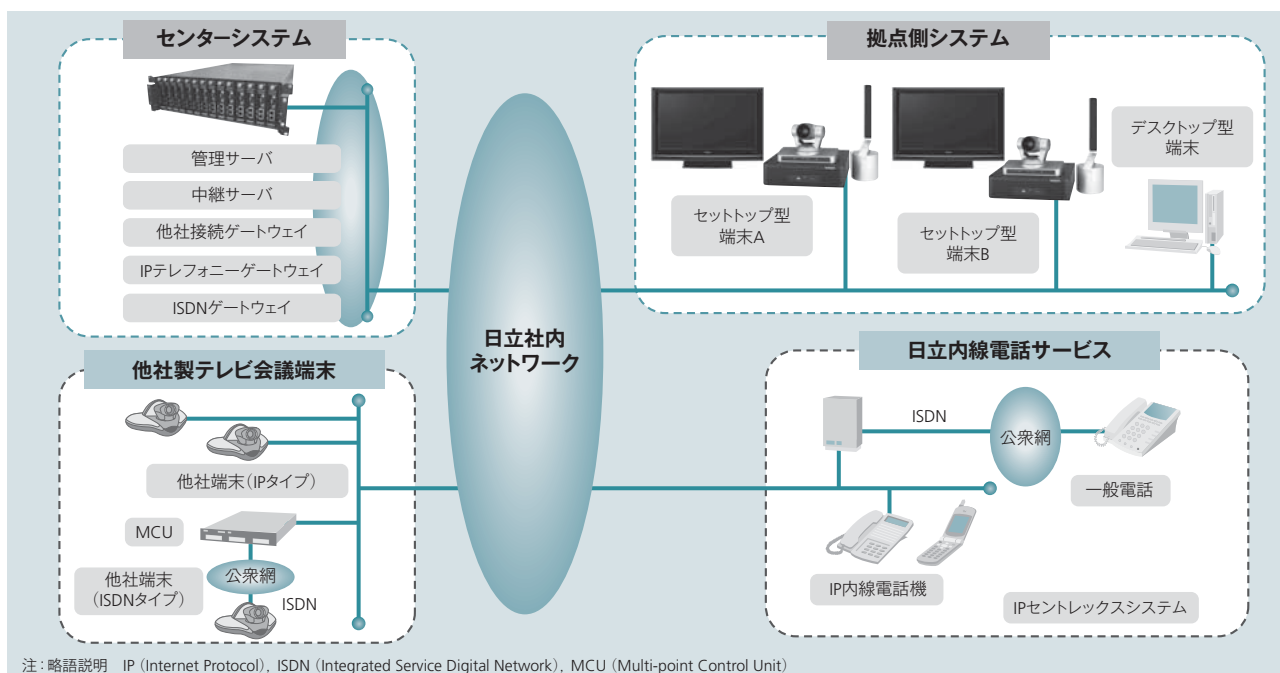 センターシステム
管理サーバ
中継サーバ
他社接続ゲートウェイ
IPテレフォニーゲートウェイ
ISDNゲートウェイ
拠点側システム
セットトップ型
端末A
セットトップ型
端末B
デスクトップ型
端末
日立社内
ネットワーク
他社製テレビ会議端末
他社端末（IPタイプ）
MCU
公衆網
他社端末
（ISDNタイプ）
ISDN
日立内線電話サービス
ISDN
公衆網
一般電話
IP内線電話機
IPセントレックスシステム
注：略語説明　IP（Internet Protocol），ISDN（Integrated Service Digital Network），MCU（Multi-point Control Unit）